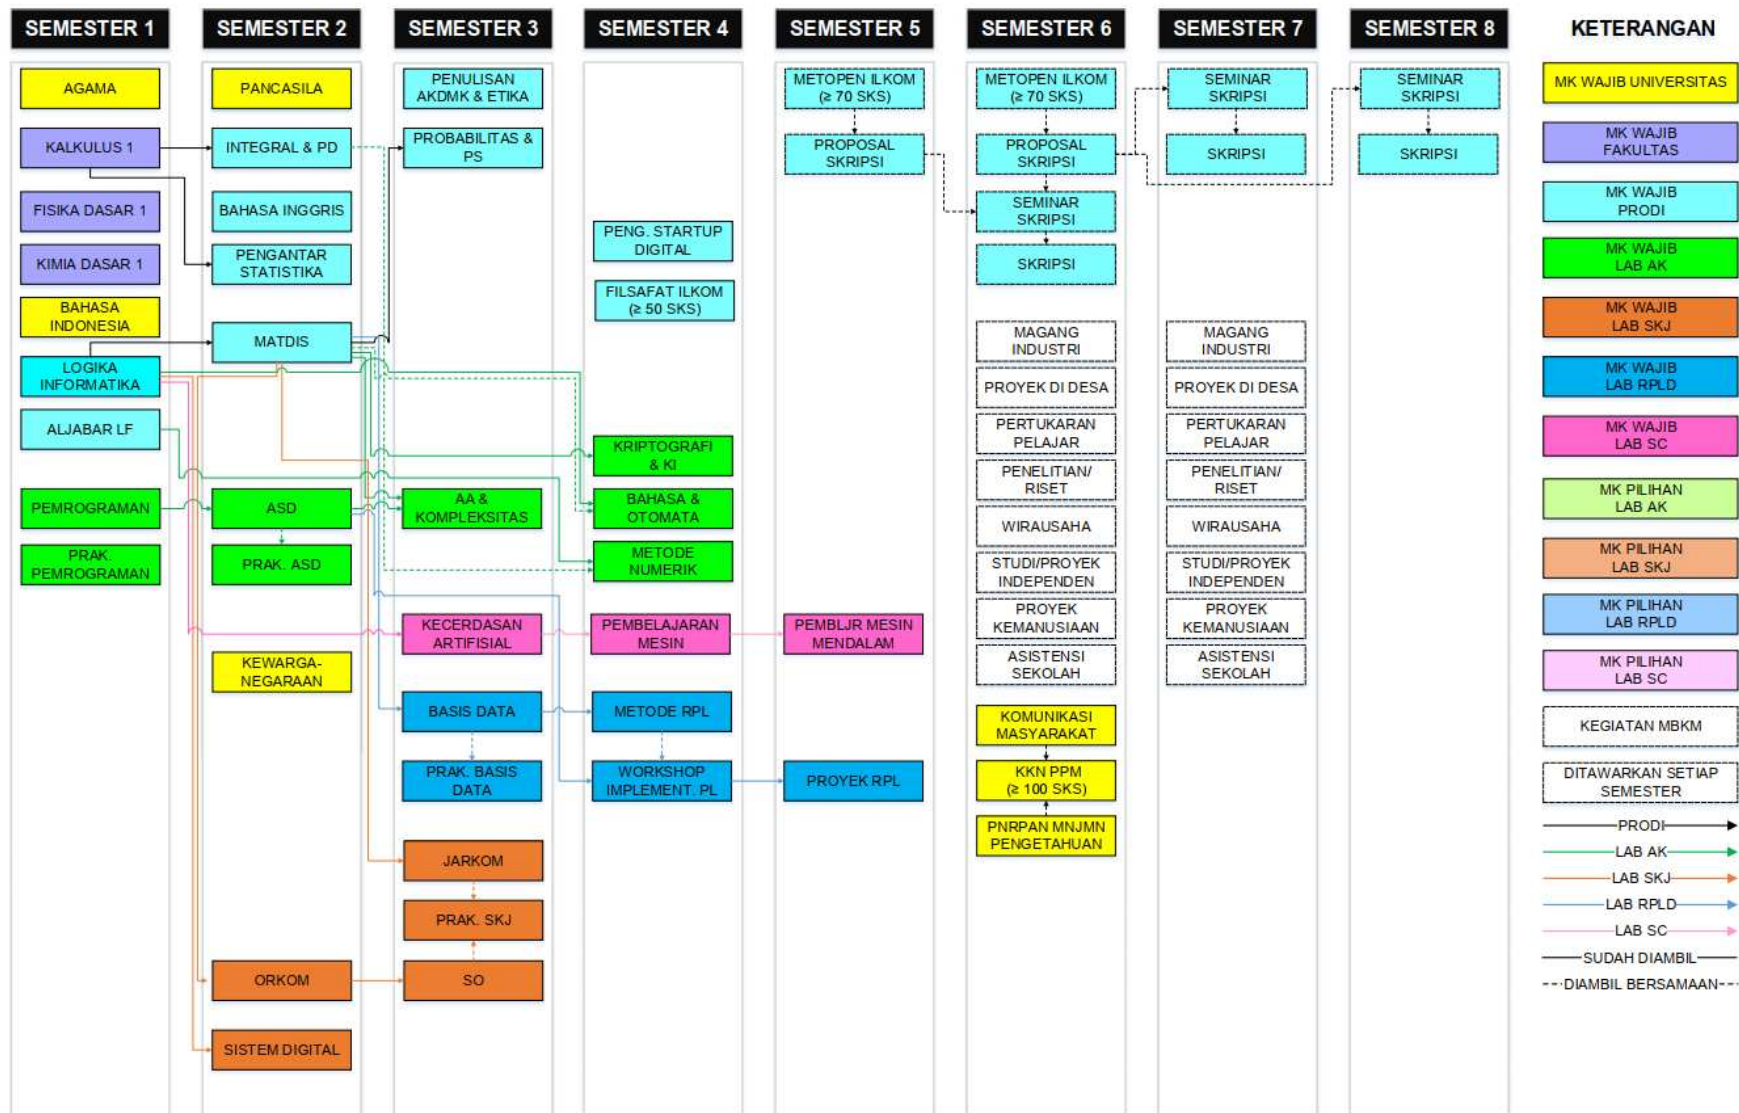 SEMESTER 1
SEMESTER 2
SEMESTER 3
SEMESTER 4
SEMESTER 5
SEMESTER 6
SEMESTER 7
SEMESTER 8
KETERANGAN
AGAMA
KALKULUS 1
FISIKA DASAR 1
KIMIA DASAR 1
BAHASA
INDONESIA
LOGIKA
INFORMATIKA
ALJABAR LF
PEMROGRAMAN
PRAK.
PEMROGRAMAN
PANCASILA
INTEGRAL & PD
BAHASA INGGRIS
PENGANTAR
STATISTIKA
MATDIS
ASD
PRAK. ASD
KEWARGA-
NEGARAAN
ORKOM
SISTEM DIGITAL
PENULISAN
AKDMK & ETIKA
PROBABILITAS &
PS
AA &
KOMPLEKSITAS
KECERDASAN
ARTIFISIAL
BASIS DATA
PRAK. BASIS
DATA
JARKOM
PRAK. SKJ
SO
PENG. STARTUP
DIGITAL
FILSAFAT ILKOM
(≥ 50 SKS)
KRIPTOGRAFI
& KI
BAHASA &
OTOMATA
METODE
NUMERIK
PEMBELAJARAN
MESIN
METODE RPL
WORKSHOP
IMPLEMENT. PL
METOPEN ILKOM
(≥ 70 SKS)
PROPOSAL
SKRIPSI
PEMBLJR MESIN
MENDALAM
PROYEK RPL
METOPEN ILKOM
(≥ 70 SKS)
PROPOSAL
SKRIPSI
SEMINAR
SKRIPSI
SKRIPSI
MAGANG
INDUSTRI
PROYEK DI DESA
PERTUKARAN
PELAJAR
PENELITIAN/
RISET
WIRAUSAHA
STUDI/PROYEK
INDEPENDEN
PROYEK
KEMANUSIAAN
ASISTENSI
SEKOLAH
KOMUNIKASI
MASYARAKAT
KKN PPM
(≥ 100 SKS)
PNRPAN MNJMN
PENGETAHUAN
SEMINAR
SKRIPSI
SKRIPSI
MAGANG
INDUSTRI
PROYEK DI DESA
PERTUKARAN
PELAJAR
PENELITIAN/
RISET
WIRAUSAHA
STUDI/PROYEK
INDEPENDEN
PROYEK
KEMANUSIAAN
ASISTENSI
SEKOLAH
SEMINAR
SKRIPSI
SKRIPSI
MK WAJIB UNIVERSITAS
MK WAJIB
FAKULTAS
MK WAJIB
PRODI
MK WAJIB
LAB AK
MK WAJIB
LAB SKJ
MK WAJIB
LAB RPLD
MK WAJIB
LAB SC
MK PILIHAN
LAB AK
MK PILIHAN
LAB SKJ
MK PILIHAN
LAB RPLD
MK PILIHAN
LAB SC
KEGIATAN MBKM
DITAWARKAN SETIAP
SEMESTER
PRODI
LAB AK
LAB SKJ
LAB RPLD
LAB SC
SUDAH DIAMBIL
DIAMBIL BERSAMAAN